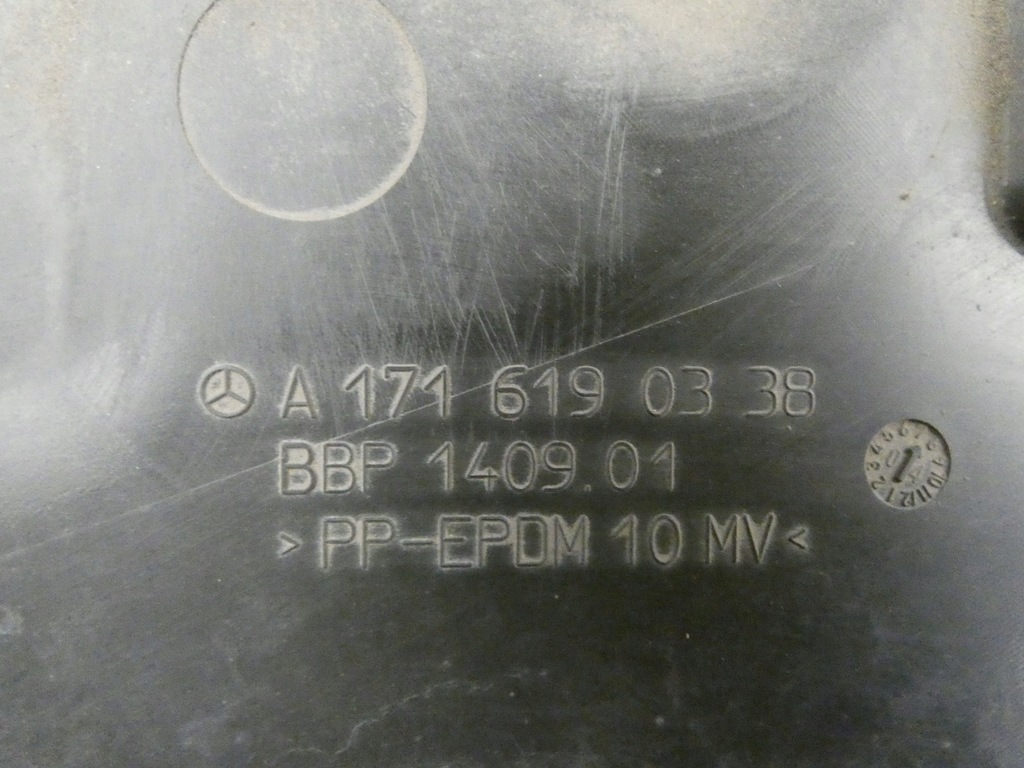 A 171 619 03 38
BBP 1409.01
>PP-EPDM 10 MV<